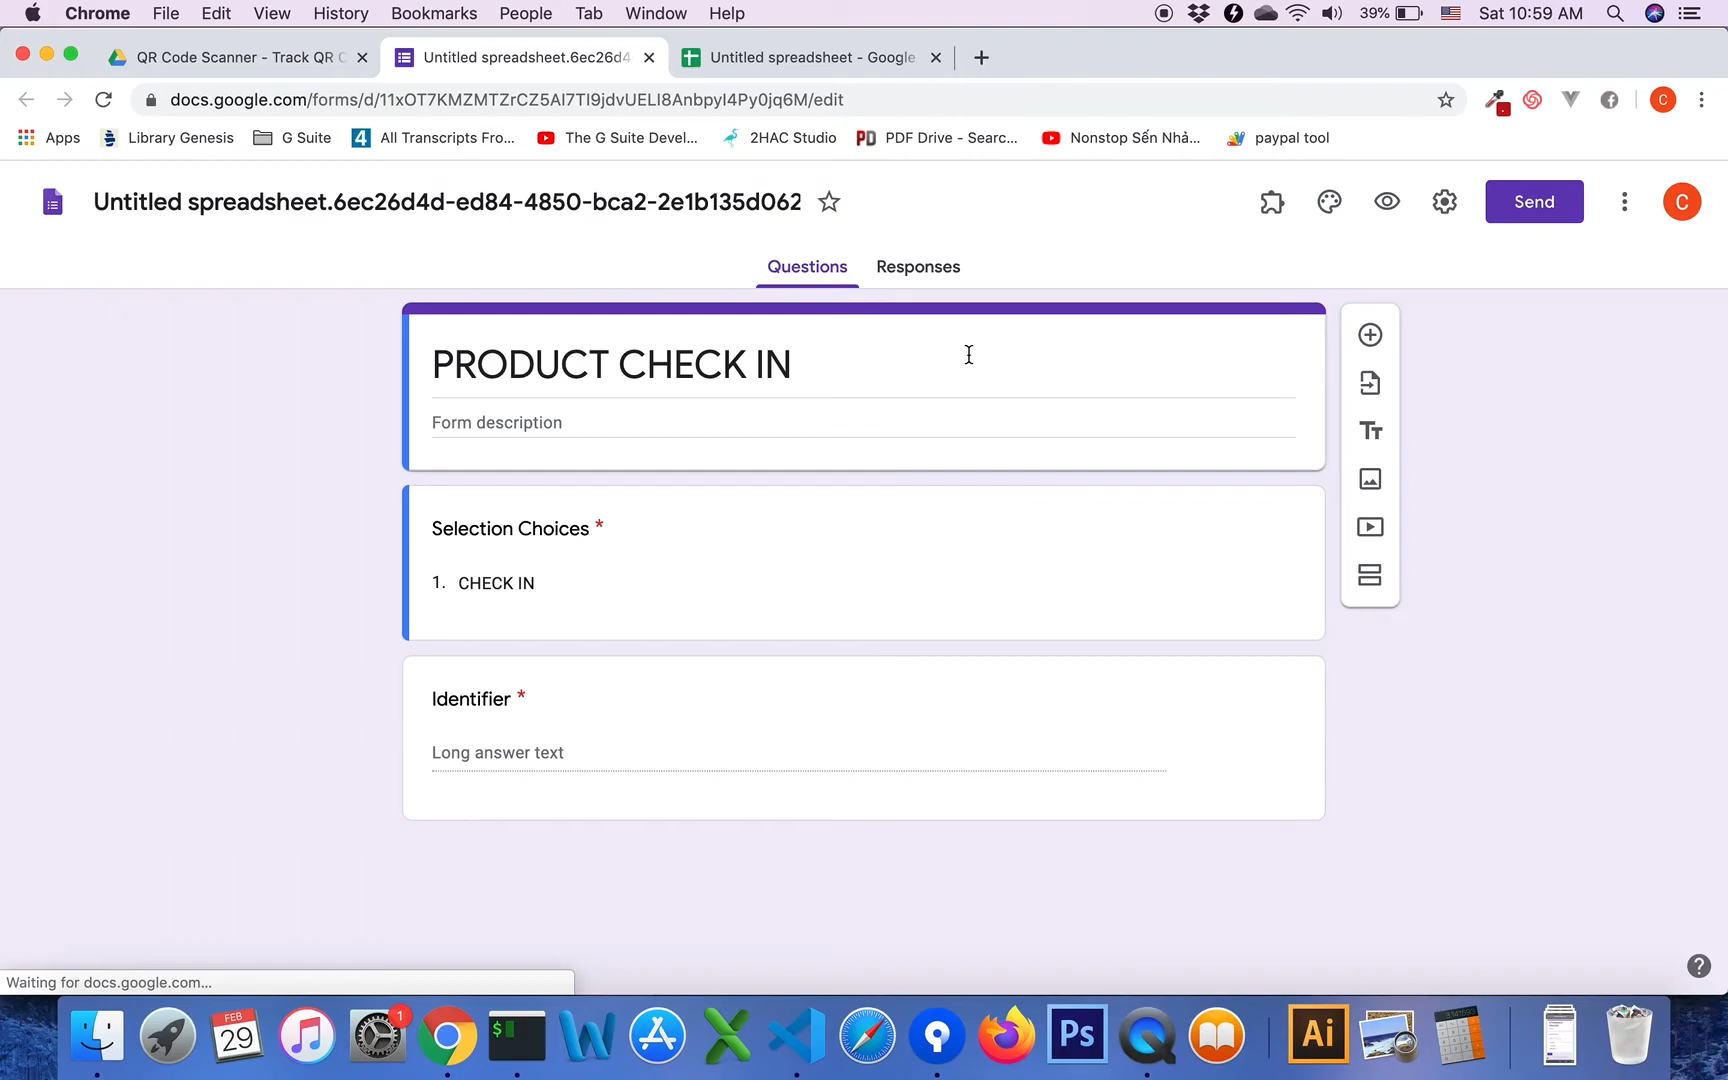 Chrome File Edit View History Bookmarks People Tab Window Help 39% Sat 10:59 AM
QR Code Scanner - Track QR C Untitled spreadsheet.6ec26d4 Untitled spreadsheet - Google
docs.google.com/forms/d/11xOT7KMZMTZrCZ5AI7TI9jdvUELI8AnbpyI4Py0jq6M/edit C
Apps Library Genesis G Suite 4 All Transcripts Fro... The G Suite Devel... 2HAC Studio PD PDF Drive - Searc... Nonstop Sến Nhả... paypal tool
Untitled spreadsheet.6ec26d4d-ed84-4850-bca2-2e1b135d062 Send C
Questions Responses
PRODUCT CHECK IN
Form description
Selection Choices *
1. CHECK IN
Identifier *
Long answer text
Waiting for docs.google.com...
FEB
29
1
$
Ps
Ai